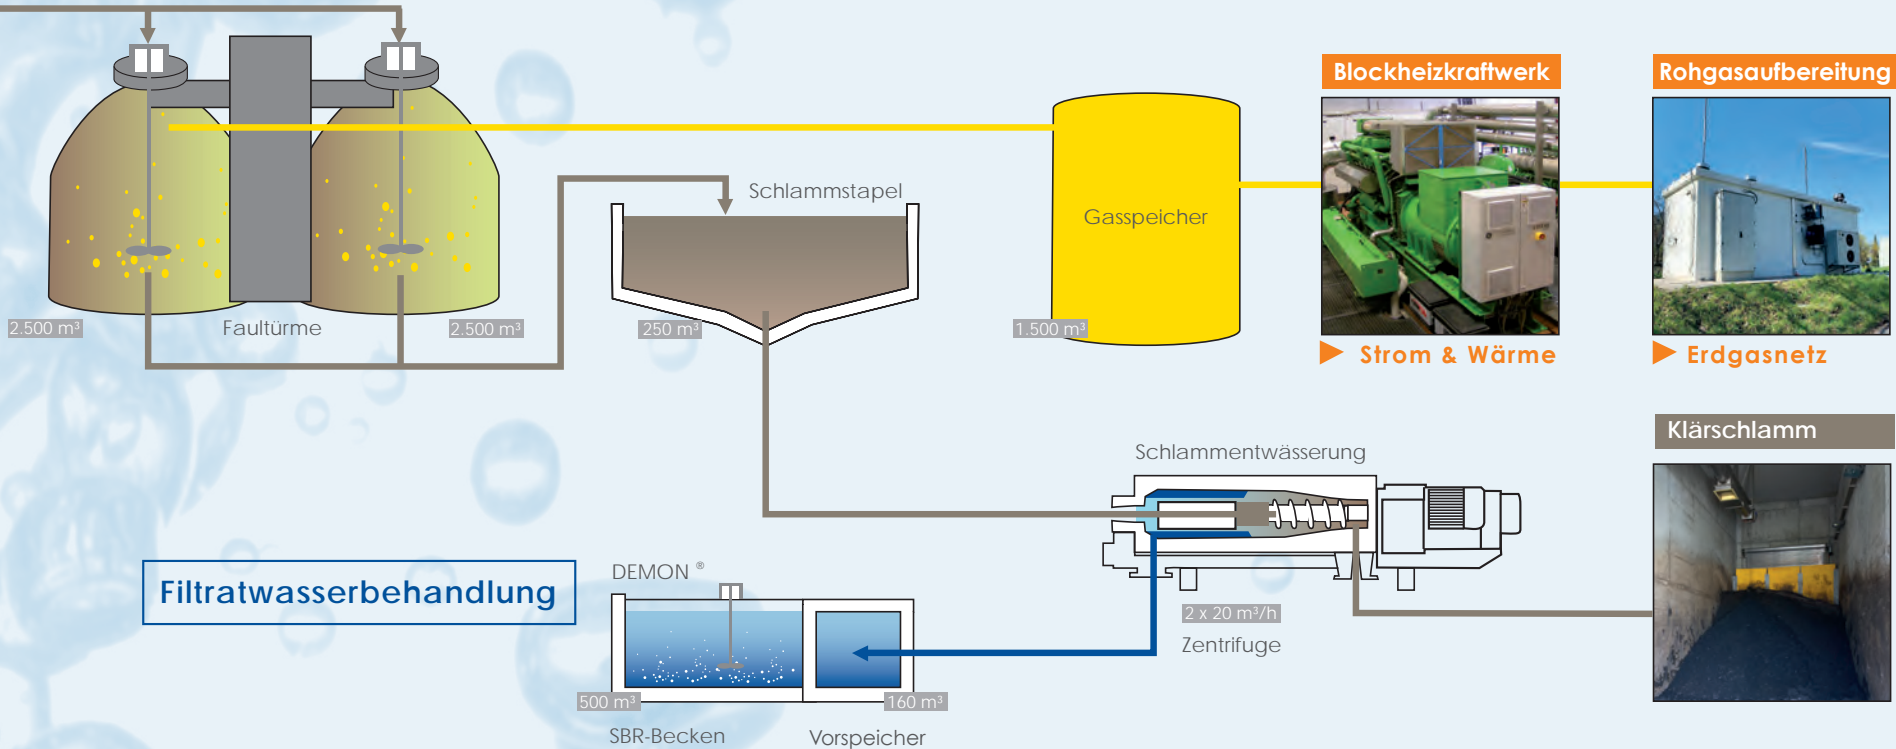 Blockheizkraftwerk
Rohgasaufbereitung
Schlammstapel
Gasspeicher
2.500 m³
Faultürme
2.500 m³
250 m³
1.500 m³
Strom & Wärme
Erdgasnetz
Klärschlamm
Schlammentwässerung
Filtratwasserbehandlung
DEMON ®
2 x 20 m³/h
Zentrifuge
500 m³
160 m³
SBR-Becken
Vorspeicher